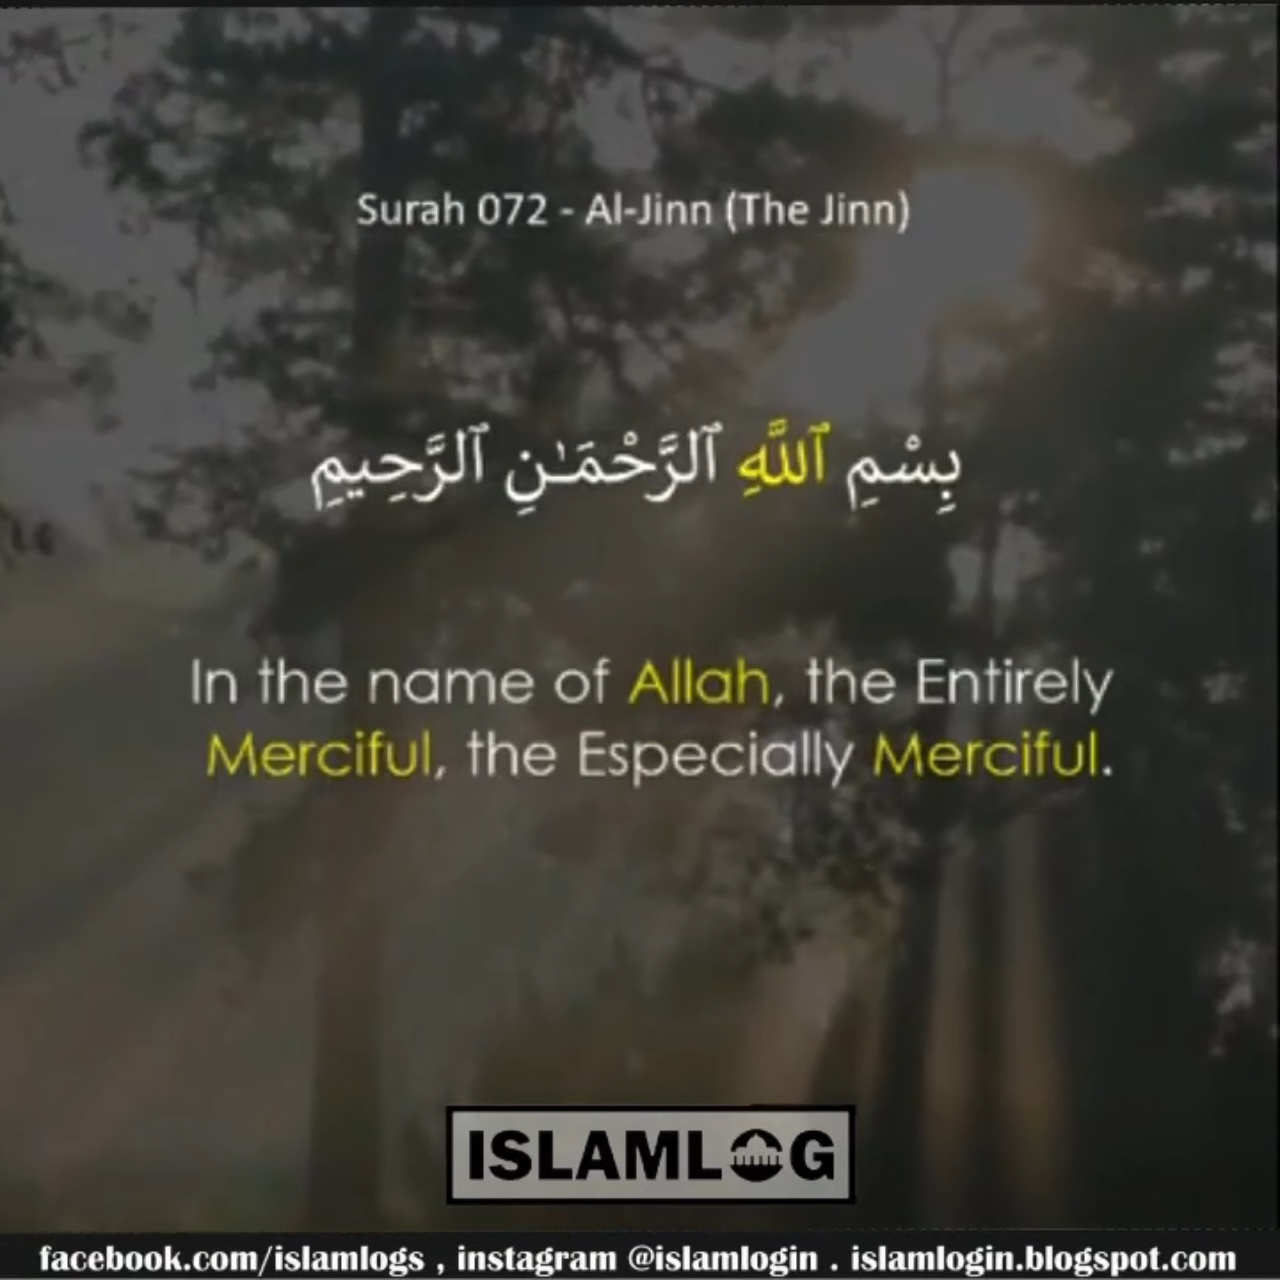 Surah 072 - Al-Jinn (The Jinn)
بِسْمِ ٱللَّهِ ٱلرَّحْمَـٰنِ ٱلرَّحِيمِ
In the name of Allah, the Entirely
Merciful, the Especially Merciful.
ISLAMLOG
facebook.com/islamlogs , instagram @islamlogin . islamlogin.blogspot.com